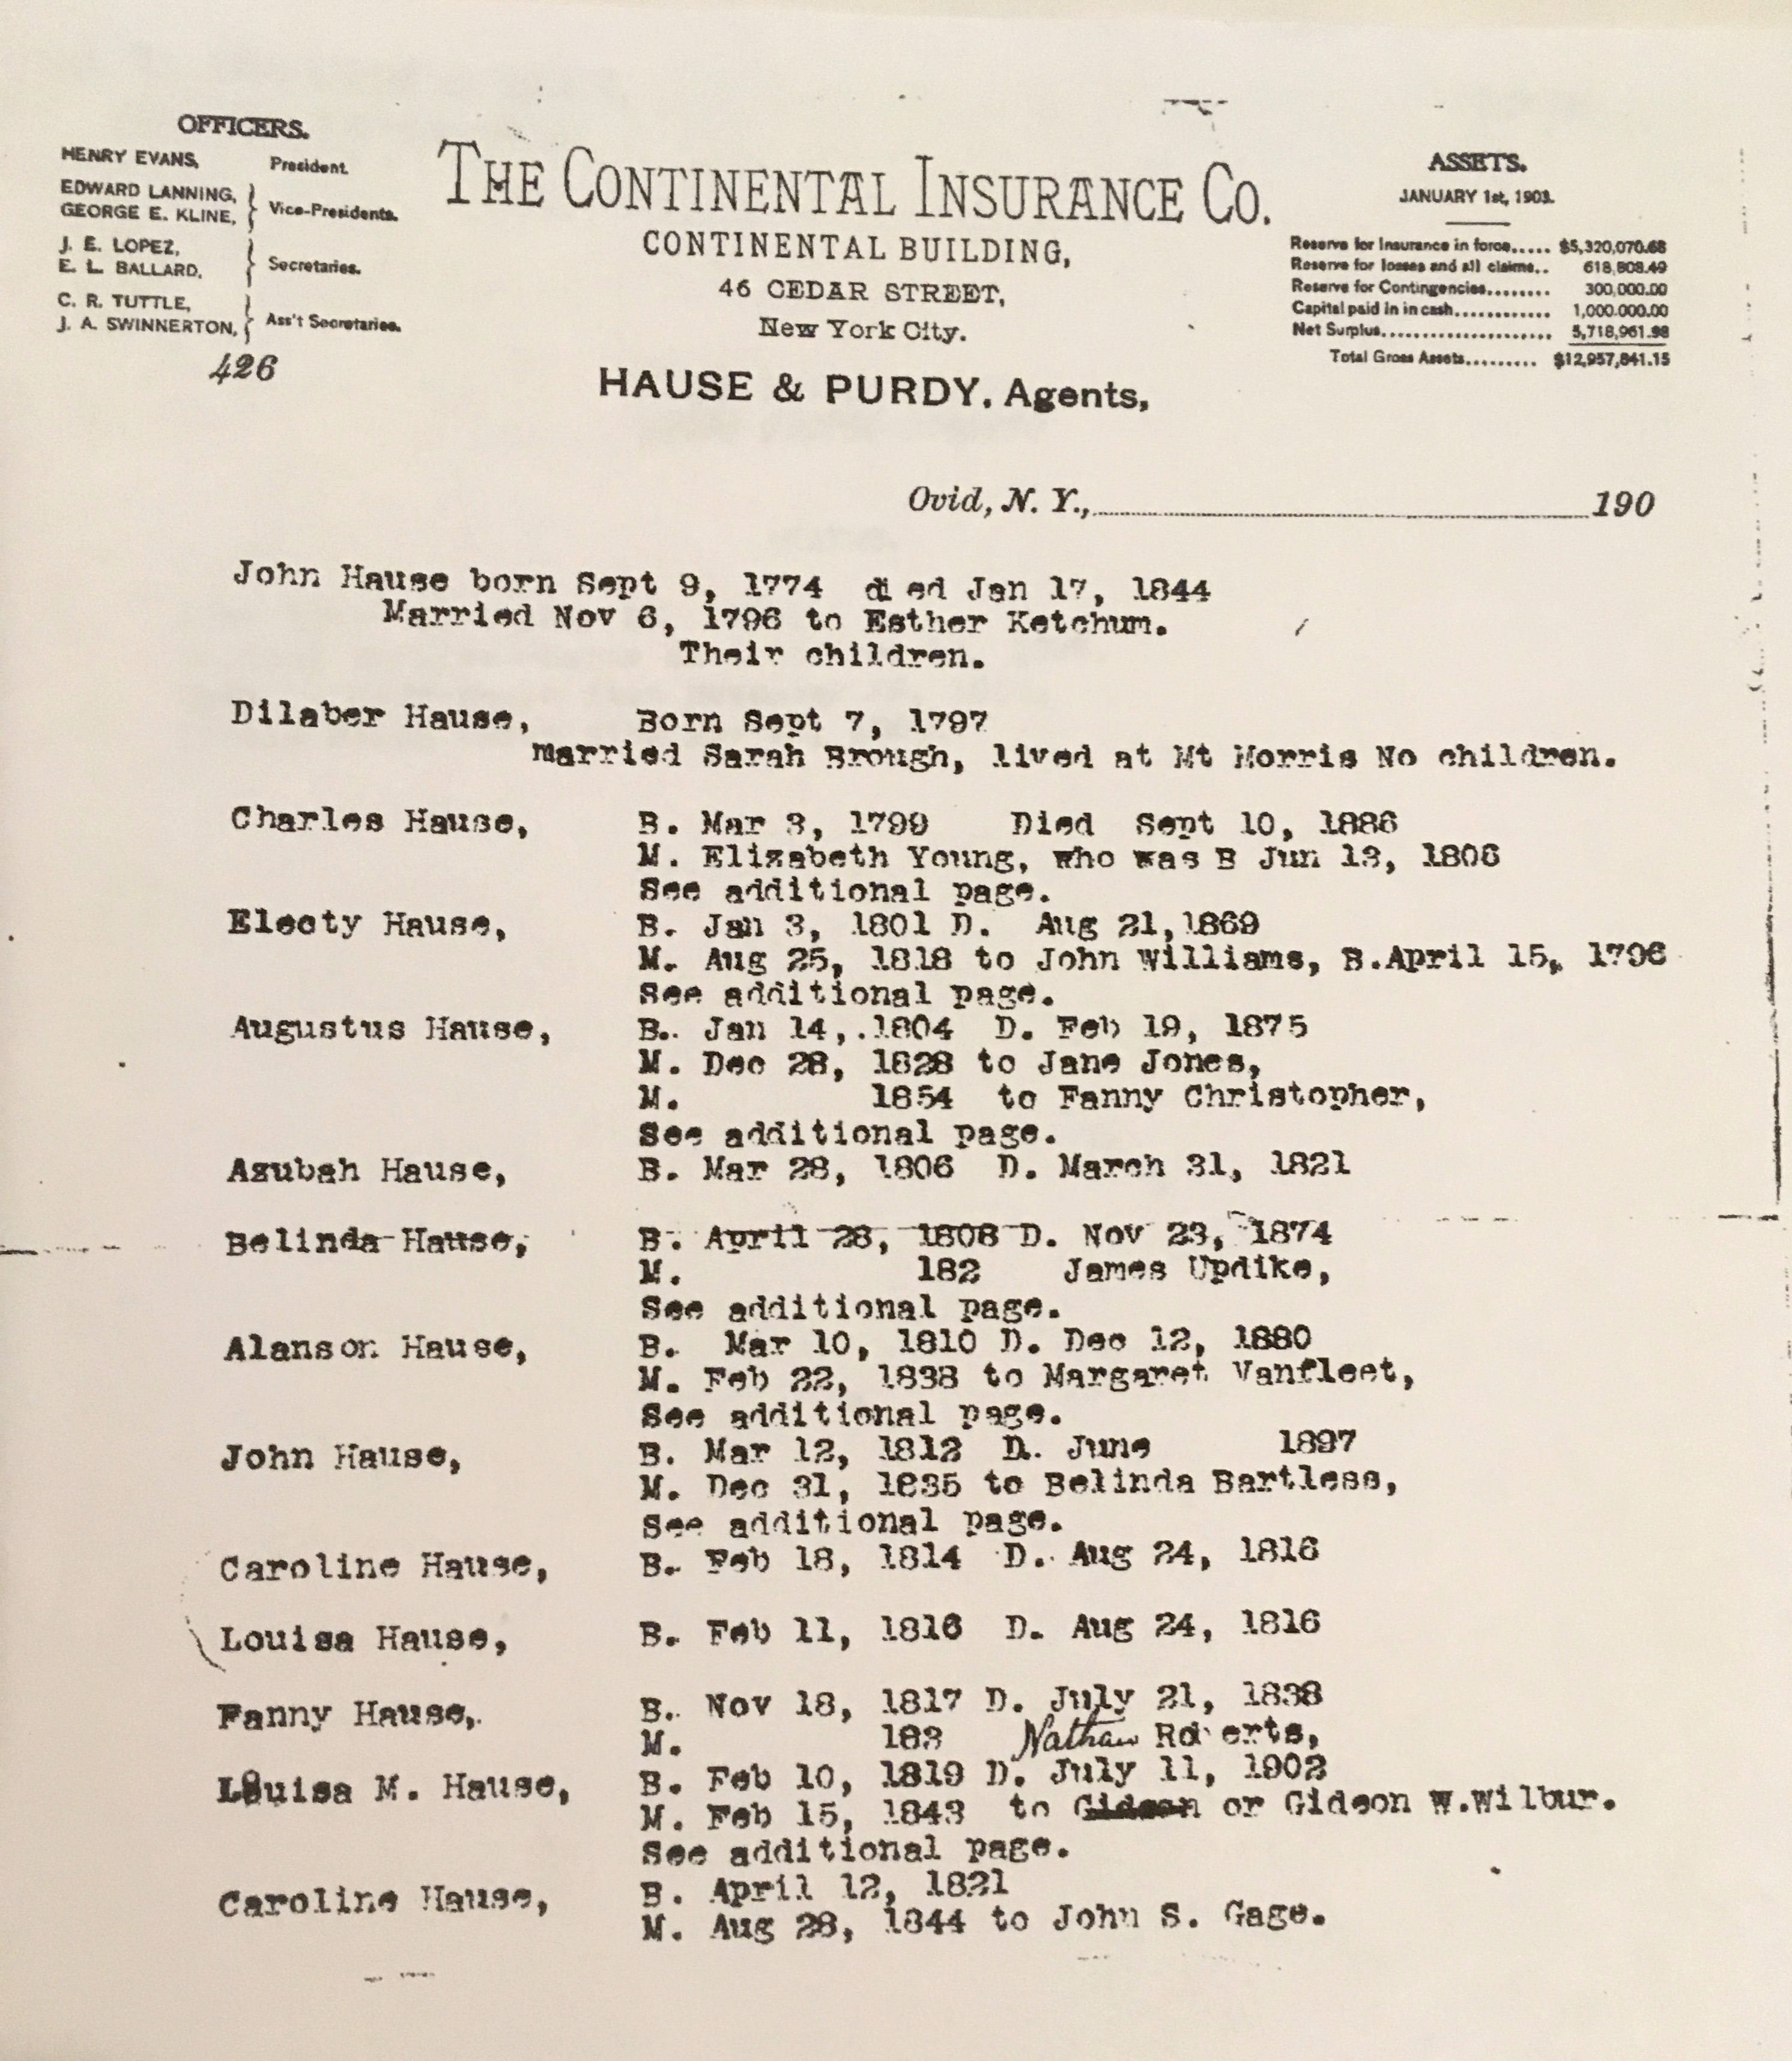 OFFICERS.
HENRY EVANS, President.
EDWARD LANNING,
GEORGE E. KLINE, } Vice-Presidents.
J. E. LOPEZ,
E. L. BALLARD, } Secretaries.
C. R. TUTTLE,
J. A. SWINNERTON, } Ass't Secretaries.
426
THE CONTINENTAL INSURANCE CO.
CONTINENTAL BUILDING,
46 CEDAR STREET,
New York City.
HAUSE & PURDY, Agents,
ASSETS.
JANUARY 1st, 1903.
Reserve for Insurance in force..... $5,320,070.68
Reserve for losses and all claims.. 618,808.49
Reserve for Contingencies........ 300,000.00
Capital paid in in cash............ 1,000.000.00
Net Surplus...................... 5,718,961.98
Total Gross Assets......... $12,957,841.15
Ovid, N. Y., 190
John Hause born Sept 9, 1774 died Jan 17, 1844
Married Nov 6, 1796 to Esther Ketchum.
Their children.
Dilaber Hause, Born Sept 7, 1797
married Sarah Brough, lived at Mt Morris No children.
Charles Hause, B. Mar 3, 1799 Died Sept 10, 1886
M. Elizabeth Young, who was B Jun 13, 1806
See additional page.
Electy Hause, B. Jan 3, 1801 D. Aug 21,1869
M. Aug 25, 1818 to John Williams, B.April 15, 1796
See additional page.
Augustus Hause, B. Jan 14, 1804 D. Feb 19, 1875
M. Dec 28, 1828 to Jane Jones,
M. 1854 to Fanny Christopher,
See additional page.
Azubah Hause, B. Mar 28, 1806 D. March 31, 1821
Belinda Hause, B. April 28, 1808 D. Nov 23, 1874
M. 182 James Updike,
See additional page.
Alanson Hause, B. Mar 10, 1810 D. Dec 12, 1880
M. Feb 22, 1838 to Margaret Vanfleet,
See additional page.
John Hause, B. Mar 12, 1812 D. June 1897
M. Dec 31, 1835 to Belinda Bartless,
See additional page.
Caroline Hause, B. Feb 18, 1814 D. Aug 24, 1816
Louisa Hause, B. Feb 11, 1816 D. Aug 24, 1816
Fanny Hause, B. Nov 18, 1817 D. July 21, 1838
M. 183 Nathan Roberts,
Louisa M. Hause, B. Feb 10, 1819 D. July 11, 1902
M. Feb 15, 1843 to Gideon or Gideon W.Wilbur.
See additional page.
Caroline Hause, B. April 12, 1821
M. Aug 28, 1844 to John S. Gage.